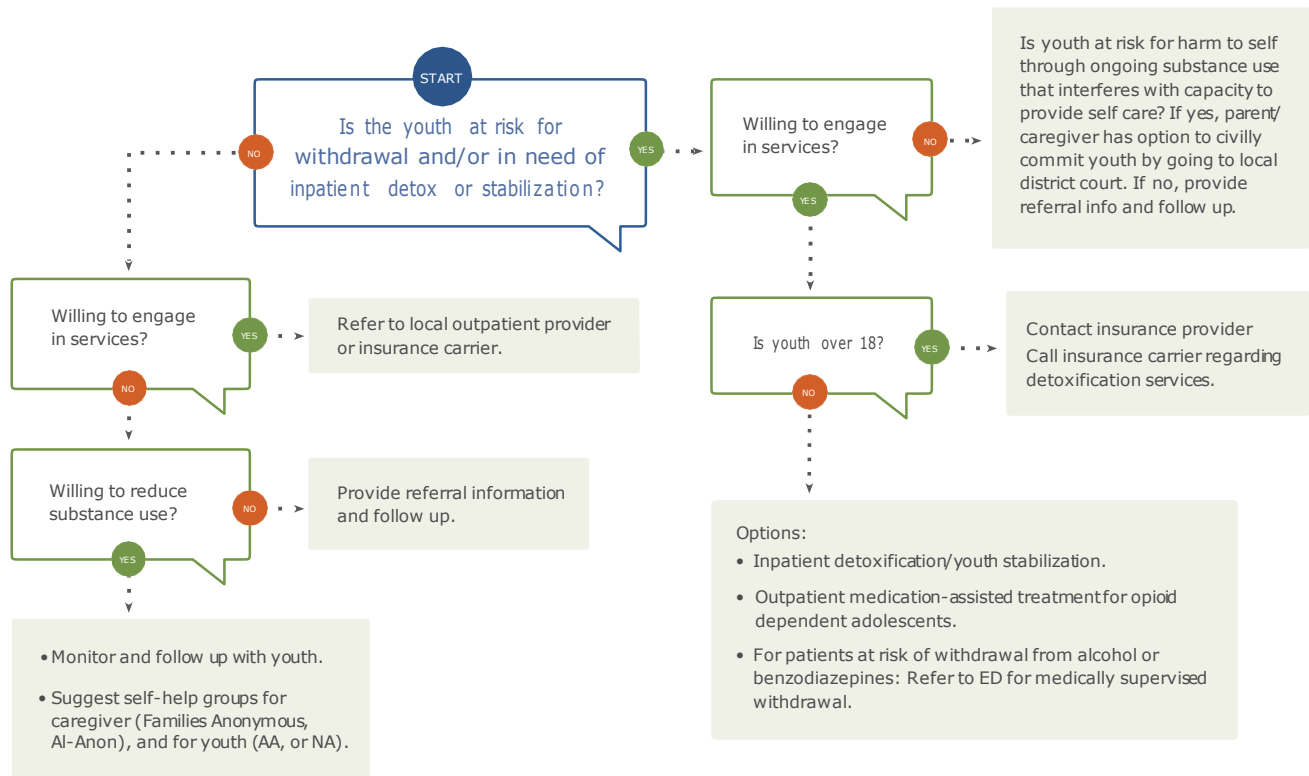 START
Is the youth at risk for
withdrawal and/or in need of
inpatient detox or stabilization?
NO
YES
Willing to engage
in services?
NO
YES
Is youth at risk for harm to self
through ongoing substance use
that interferes with capacity to
provide self care? If yes, parent/
caregiver has option to civilly
commit youth by going to local
district court. If no, provide
referral info and follow up.
Willing to engage
in services?
YES
NO
Refer to local outpatient provider
or insurance carrier.
Is youth over 18?
YES
NO
Contact insurance provider
Call insurance carrier regarding
detoxification services.
Willing to reduce
substance use?
NO
YES
Provide referral information
and follow up.
Options:
• Inpatient detoxification/youth stabilization.
• Outpatient medication-assisted treatment for opioid
dependent adolescents.
• For patients at risk of withdrawal from alcohol or
benzodiazepines: Refer to ED for medically supervised
withdrawal.
• Monitor and follow up with youth.
• Suggest self-help groups for
caregiver (Families Anonymous,
Al-Anon), and for youth (AA, or NA).